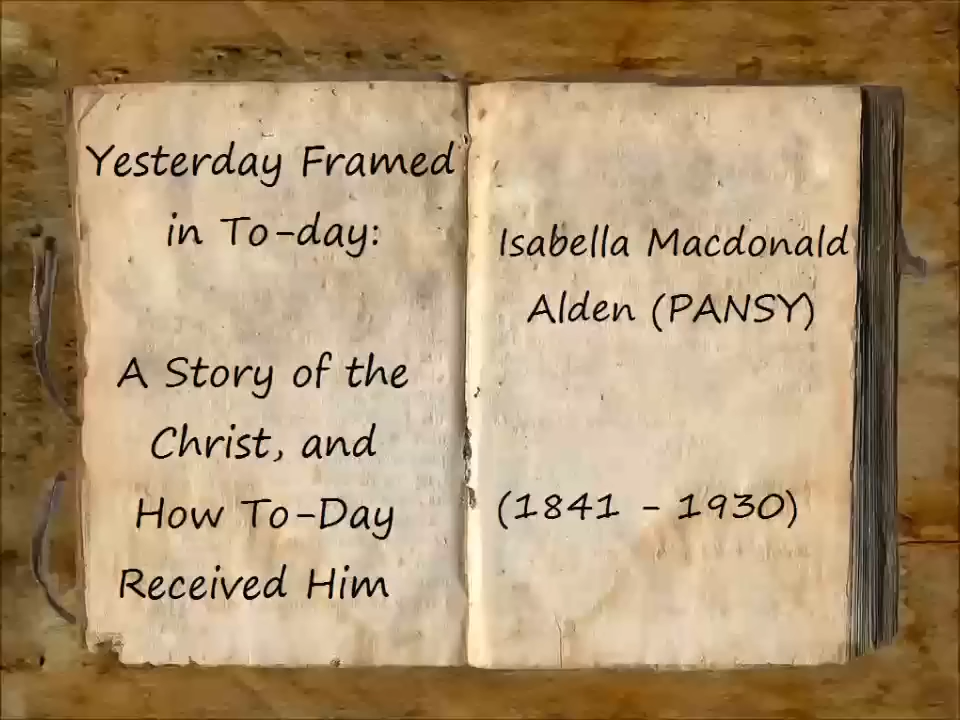 Yesterday Framed
in To-day:
A Story of the
Christ, and
How To-Day
Received Him
Isabella Macdonald
Alden (PANSY)
(1841 - 1930)